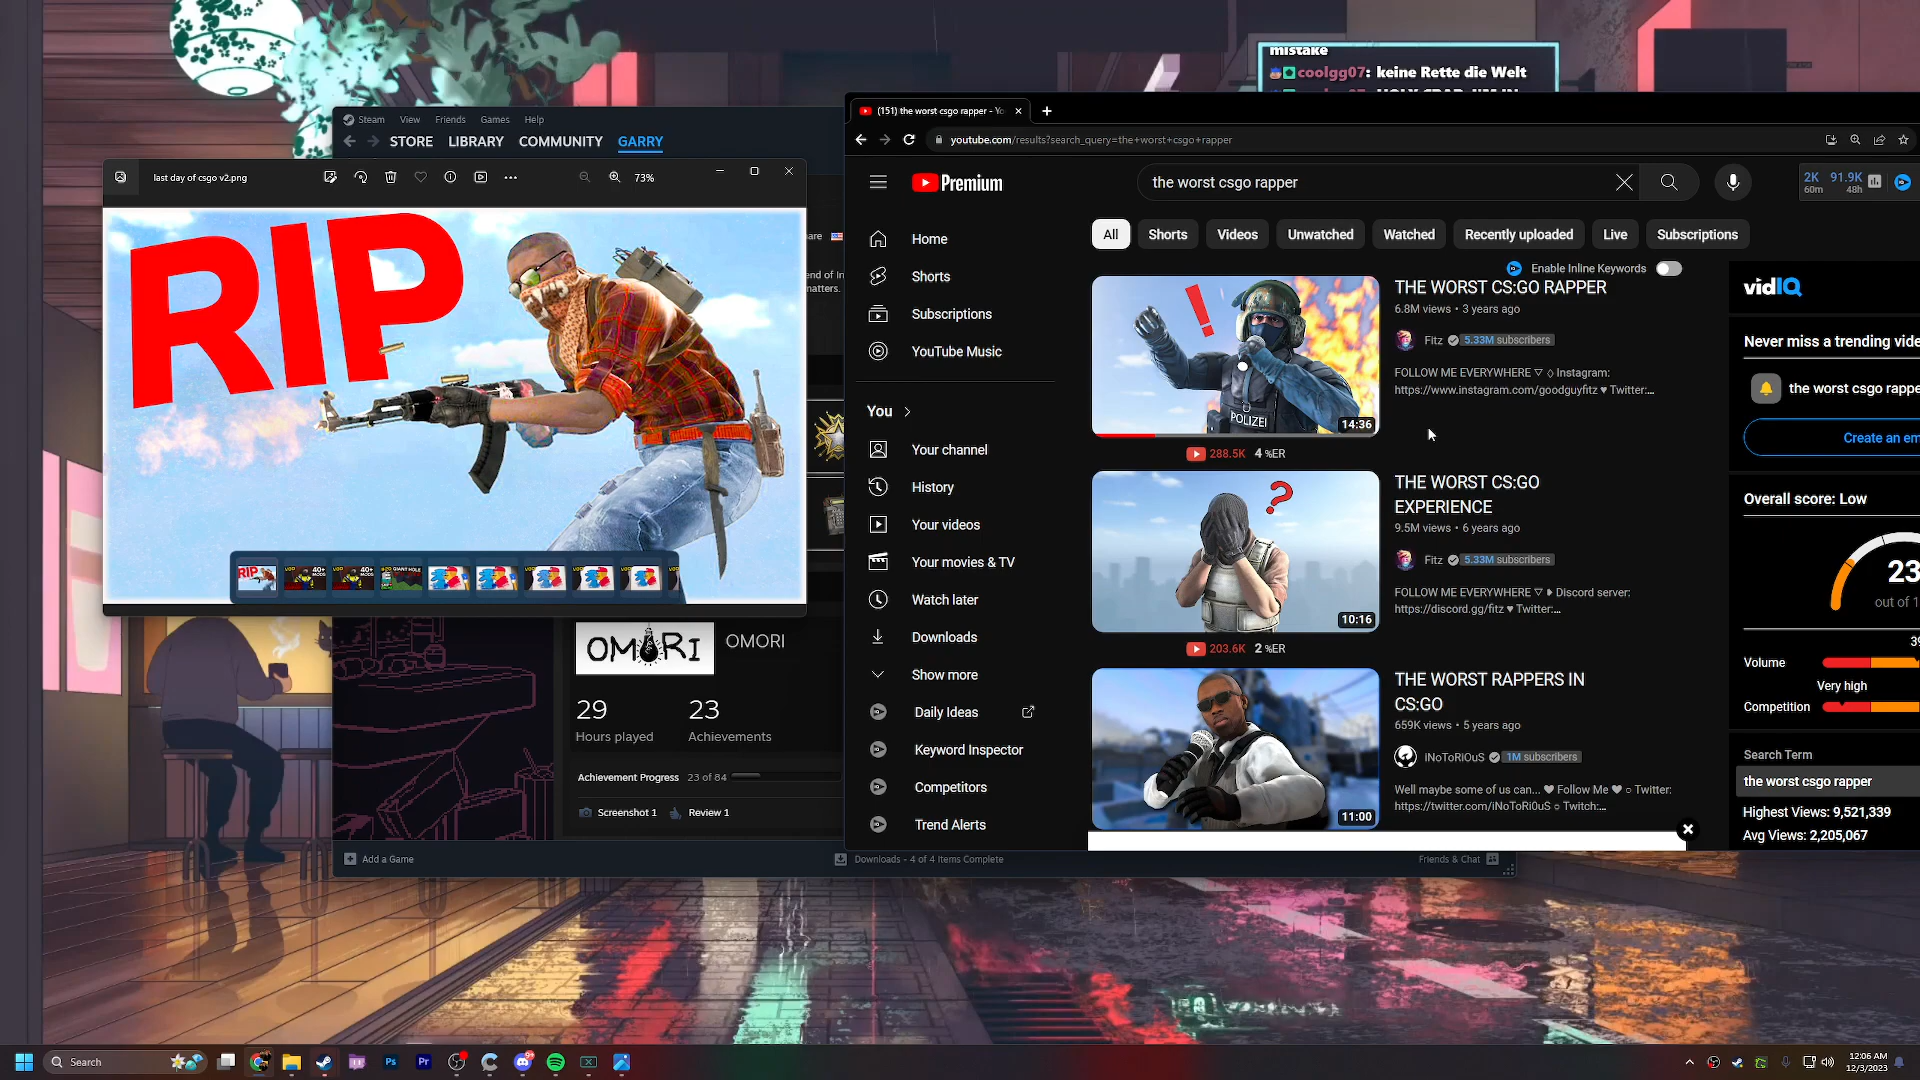 mistake
coolgg07: keine Rette die Welt
Steam View Friends Games Help
STORE LIBRARY COMMUNITY GARRY
last day of csgo v2.png
73%
RIP
OMORI
OMORI
29
Hours played
23
Achievements
Achievement Progress 23 of 84
Screenshot 1
Review 1
Add a Game
Downloads - 4 of 4 Items Complete
Friends & Chat
(151) the worst csgo rapper - Yo
youtube.com/results?search_query=the+worst+csgo+rapper
Premium
the worst csgo rapper
2K
60m
91.9K
48h
All
Shorts
Videos
Unwatched
Watched
Recently uploaded
Live
Subscriptions
Home
Shorts
Subscriptions
YouTube Music
You
Your channel
History
Your videos
Your movies & TV
Watch later
Downloads
Show more
Daily Ideas
Keyword Inspector
Competitors
Trend Alerts
Enable Inline Keywords
POLIZEI
14:36
THE WORST CS:GO RAPPER
6.8M views • 3 years ago
Fitz 5.33M subscribers
FOLLOW ME EVERYWHERE ▽ ◊ Instagram:
https://www.instagram.com/goodguyfitz ♥ Twitter:...
288.5K 4 %ER
?
10:16
THE WORST CS:GO
EXPERIENCE
9.5M views • 6 years ago
Fitz 5.33M subscribers
FOLLOW ME EVERYWHERE ▽ Discord server:
https://discord.gg/fitz ♥ Twitter:...
203.6K 2 %ER
11:00
THE WORST RAPPERS IN
CS:GO
659K views • 5 years ago
iNoToRiOuS 1M subscribers
Well maybe some of us can... ♥ Follow Me ♥ ○ Twitter:
https://twitter.com/iNoToRi0uS ○ Twitch:...
vidIQ
Never miss a trending vide
the worst csgo rappe
Create an em
Overall score: Low
23
out of 1
39
Volume
Very high
Competition
Search Term
the worst csgo rapper
Highest Views: 9,521,339
Avg Views: 2,205,067
Search
Ps
Pr
12:06 AM
12/3/2023